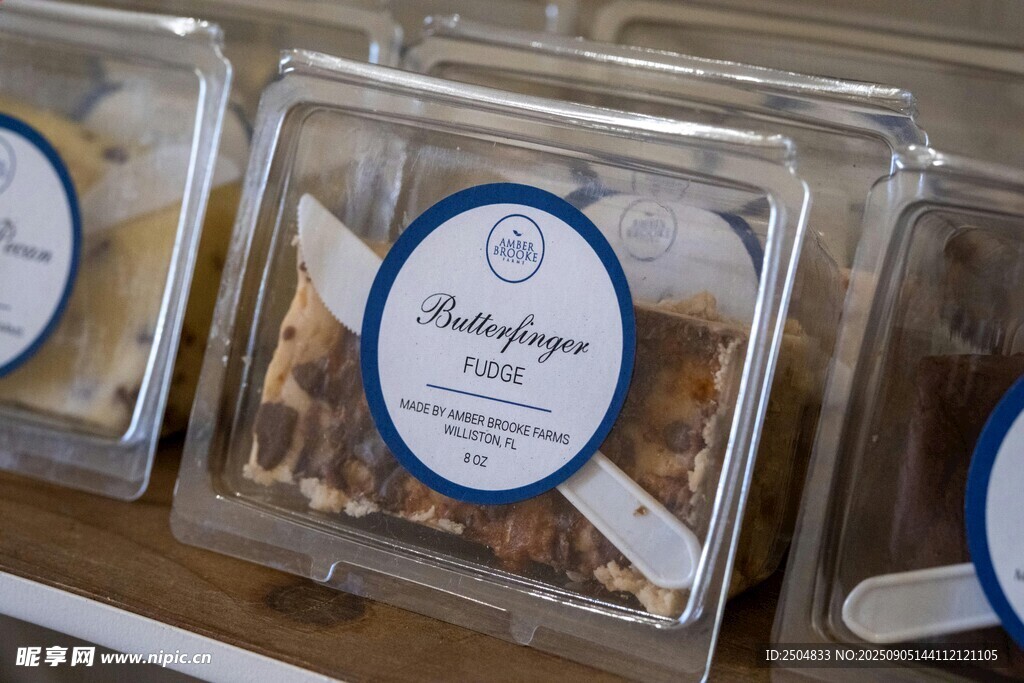 Pecan
AMBER
BROOKE
FARMS
Butterfinger
FUDGE
MADE BY AMBER BROOKE FARMS
WILLISTON, FL
8 OZ
昵享网 www.nipic.cn
ID:2504833 NO:20250905144112121105